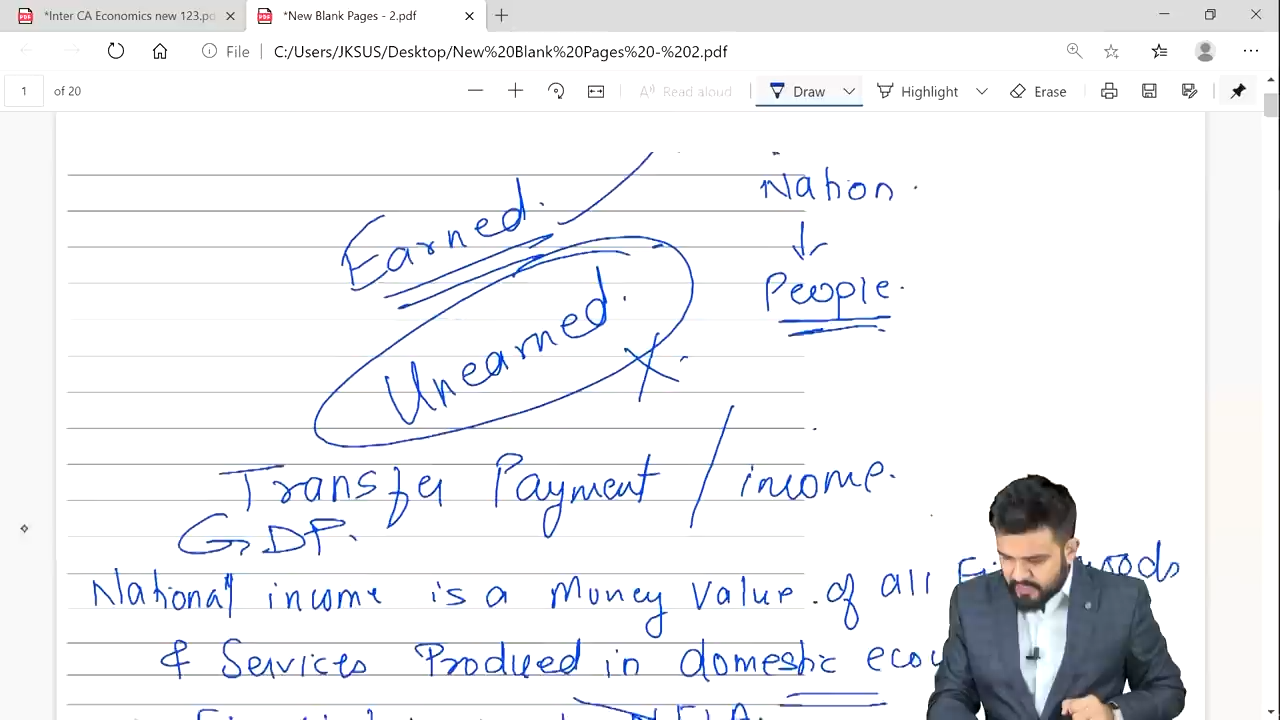 *Inter CA Economics new 123.pd
*New Blank Pages - 2.pdf
File C:/Users/JKSUS/Desktop/New%20Blank%20Pages%20-%202.pdf
1 of 20 Read aloud Draw Highlight Erase
Nation.
Earned.
People.
Unearned.
Transfer Payment / income.
GDP.
National income is a Money Value of all goods
& Services Produed in domestic